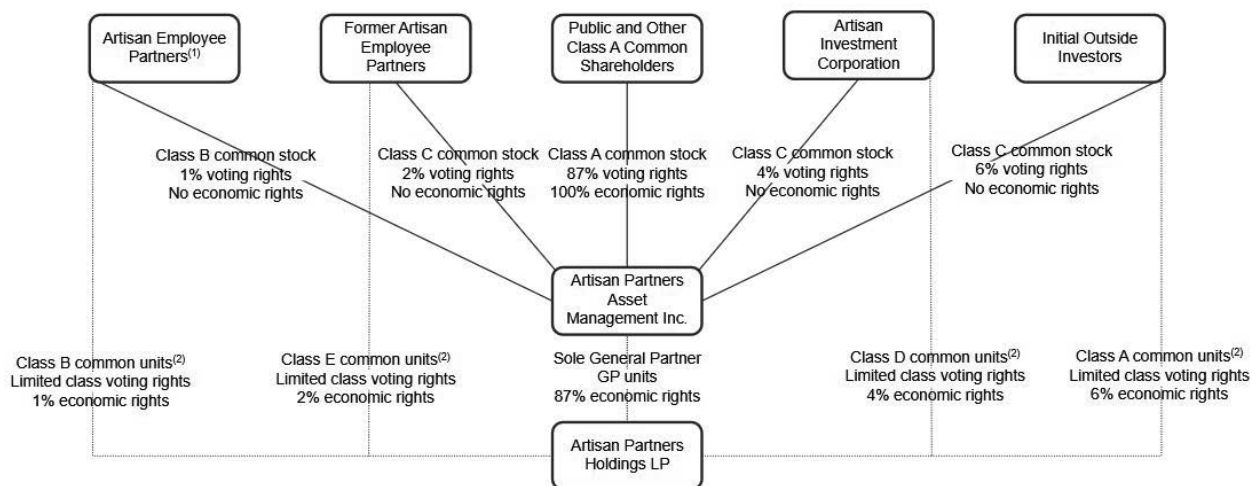 Artisan Employee
Partners(1)
Former Artisan
Employee
Partners
Public and Other
Class A Common
Shareholders
Artisan
Investment
Corporation
Initial Outside
Investors
Class B common stock
1% voting rights
No economic rights
Class C common stock
2% voting rights
No economic rights
Class A common stock
87% voting rights
100% economic rights
Class C common stock
4% voting rights
No economic rights
Class C common stock
6% voting rights
No economic rights
Artisan Partners
Asset
Management Inc.
Class B common units(2)
Limited class voting rights
1% economic rights
Class E common units(2)
Limited class voting rights
2% economic rights
Sole General Partner
GP units
87% economic rights
Class D common units(2)
Limited class voting rights
4% economic rights
Class A common units(2)
Limited class voting rights
6% economic rights
Artisan Partners
Holdings LP